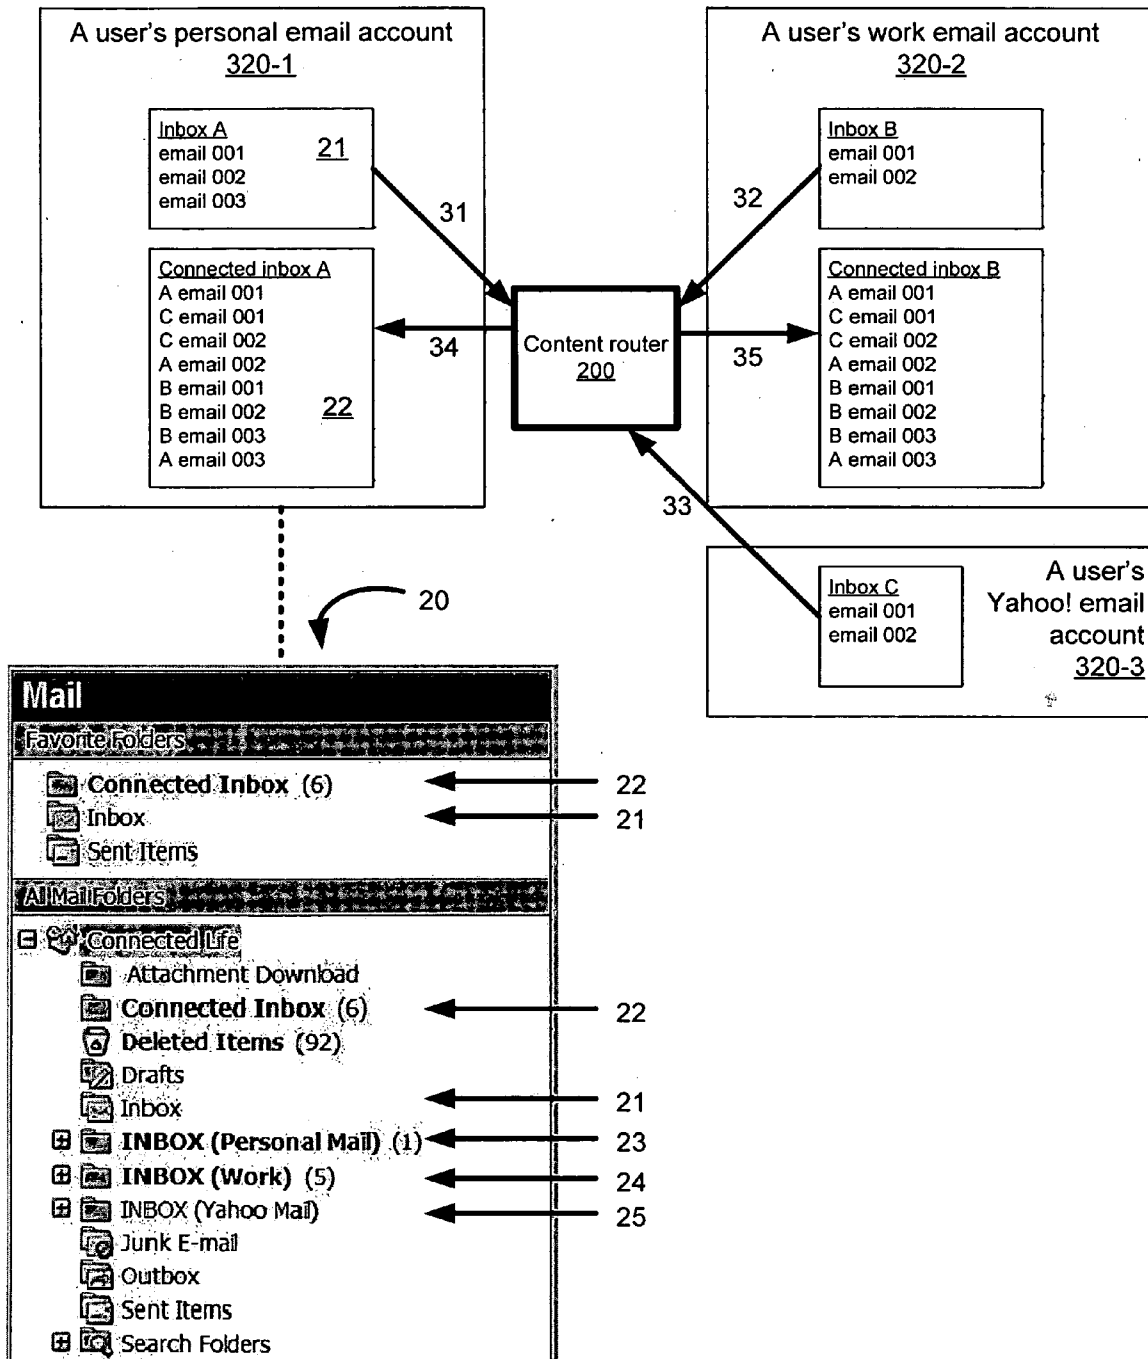 A user's personal email account
320-1
Inbox A
21
email 001
email 002
email 003
31
Connected inbox A
A email 001
C email 001
C email 002
A email 002
B email 001
B email 002
22
B email 003
A email 003
34
Content router
200
A user's work email account
320-2
Inbox B
email 001
email 002
32
Connected inbox B
A email 001
C email 001
C email 002
A email 002
B email 001
B email 002
B email 003
A email 003
35
33
A user's
Yahoo! email
account
320-3
Inbox C
email 001
email 002
20
Mail
Favorite Folders
Connected Inbox (6)
22
Inbox
21
Sent Items
All Mail Folders
Connected Life
Attachment Download
Connected Inbox (6)
22
Deleted Items (92)
Drafts
Inbox
21
INBOX (Personal Mail) (1)
23
INBOX (Work) (5)
24
INBOX (Yahoo Mail)
25
Junk E-mail
Outbox
Sent Items
Search Folders